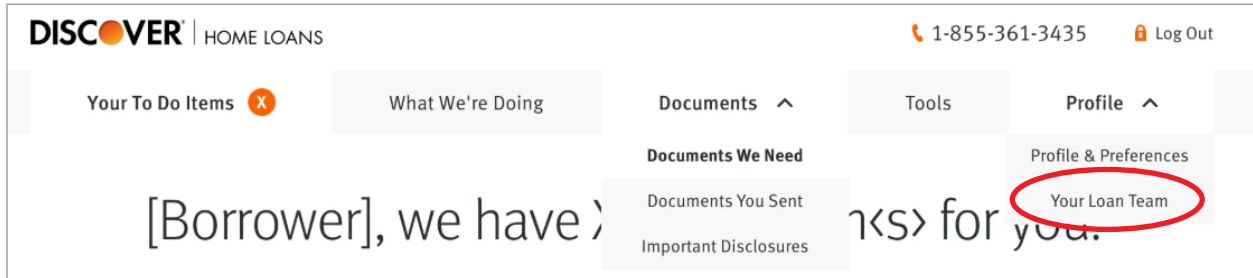 DISCOVER® HOME LOANS
1-855-361-3435 Log Out
Your To Do Items X What We're Doing Documents Tools Profile
Documents We Need Profile & Preferences
Documents You Sent Your Loan Team
[Borrower], we have n<s> for you.
Important Disclosures